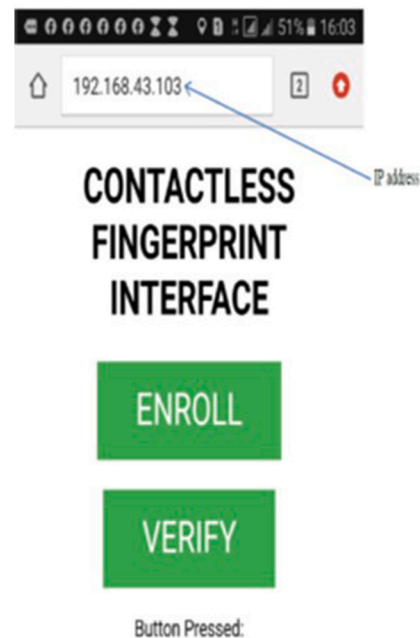 51% 16:03
192.168.43.103
2
IP address
CONTACTLESS
FINGERPRINT
INTERFACE
ENROLL
VERIFY
Button Pressed: